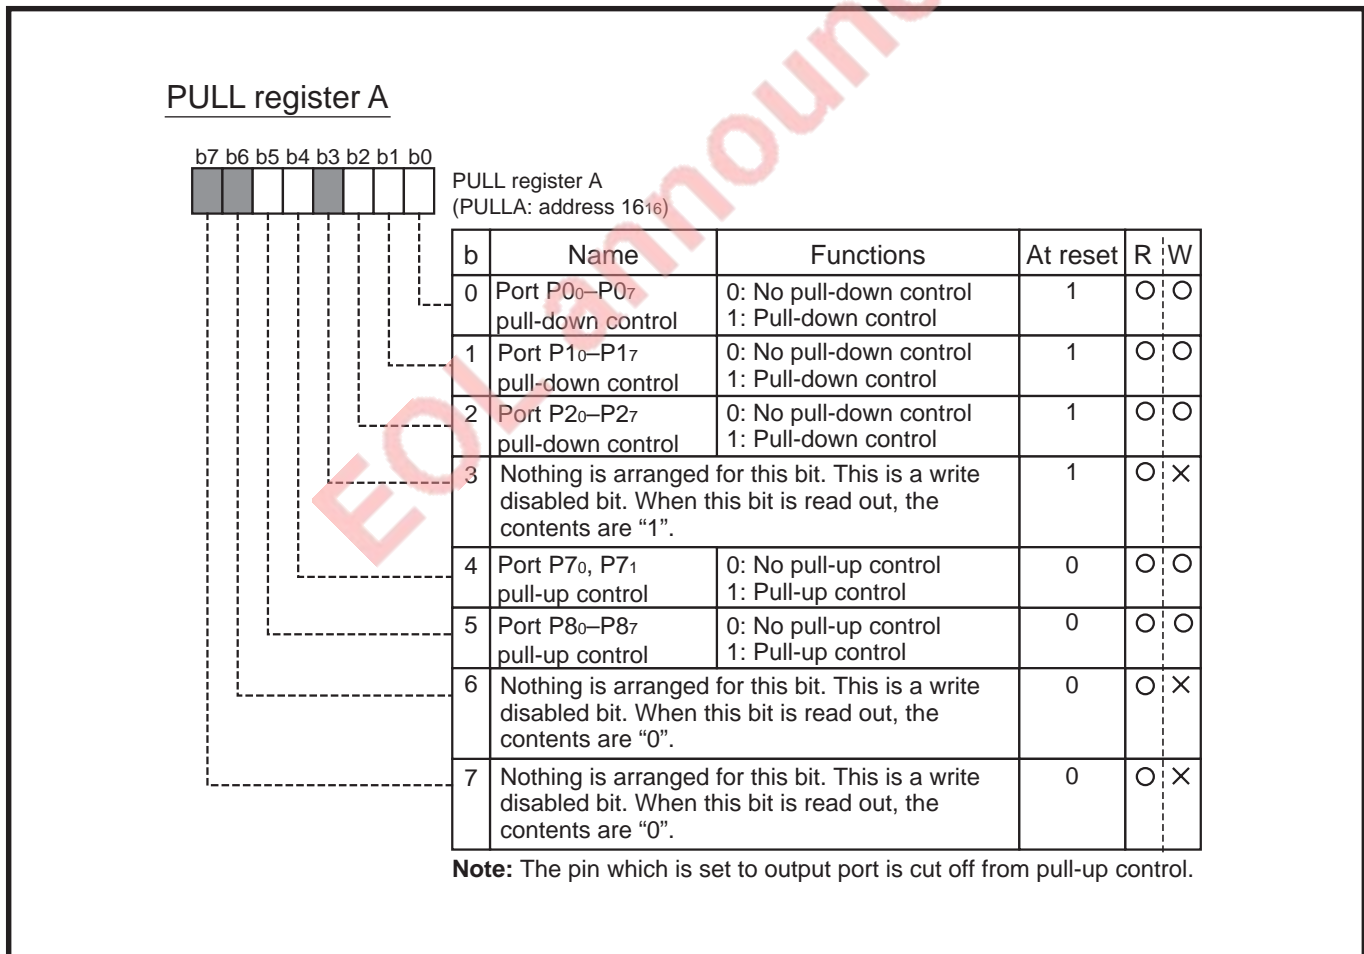 PULL register A
b7 b6 b5 b4 b3 b2 b1 b0
PULL register A
(PULLA: address 1616)
b Name Functions At reset R W
0 Port P00–P07 0: No pull-down control 1 O O
pull-down control 1: Pull-down control
1 Port P10–P17 0: No pull-down control 1 O O
pull-down control 1: Pull-down control
2 Port P20–P27 0: No pull-down control 1 O O
pull-down control 1: Pull-down control
3 Nothing is arranged for this bit. This is a write 1 O ×
disabled bit. When this bit is read out, the
contents are “1”.
4 Port P70, P71 0: No pull-up control 0 O O
pull-up control 1: Pull-up control
5 Port P80–P87 0: No pull-up control 0 O O
pull-up control 1: Pull-up control
6 Nothing is arranged for this bit. This is a write 0 O ×
disabled bit. When this bit is read out, the
contents are “0”.
7 Nothing is arranged for this bit. This is a write 0 O ×
disabled bit. When this bit is read out, the
contents are “0”.
Note: The pin which is set to output port is cut off from pull-up control.
EOL announ